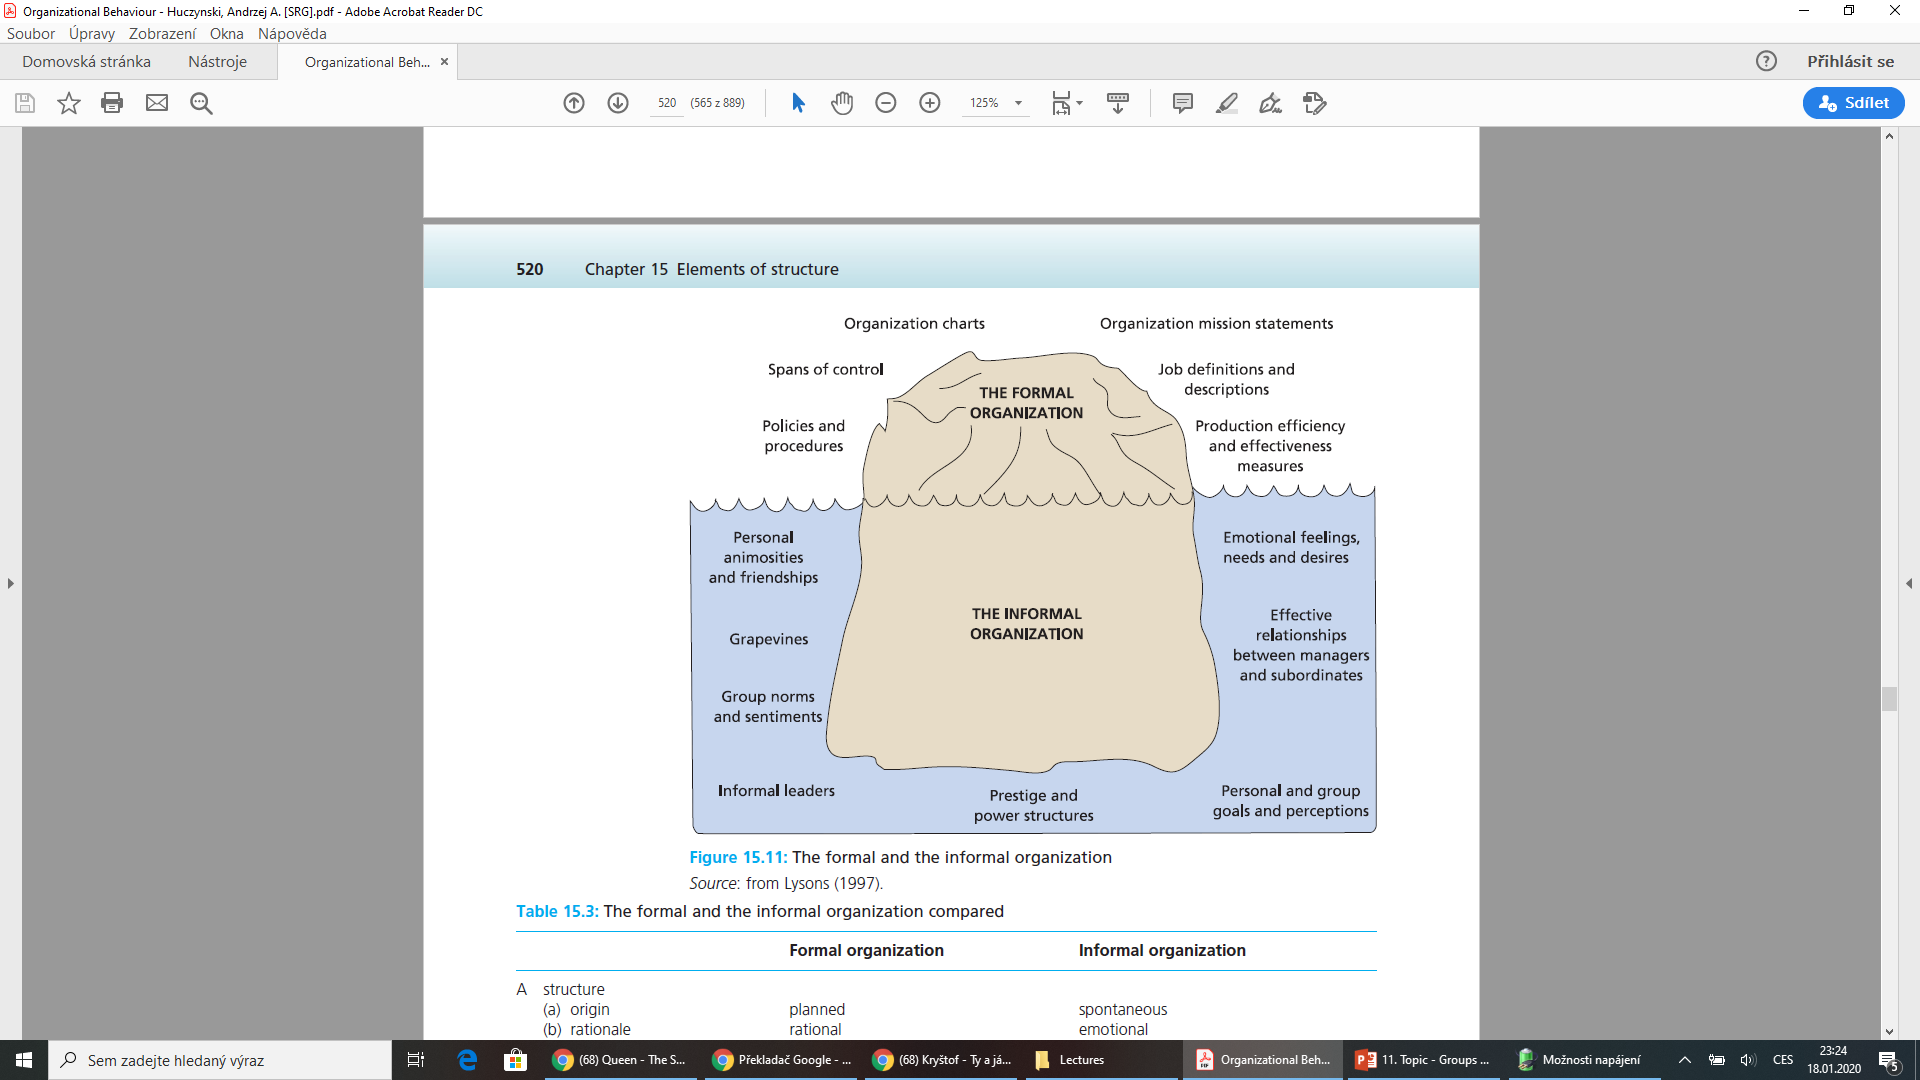 Organizational Behaviour - Huczynski, Andrzej A. [SRG].pdf - Adobe Acrobat Reader DC
Soubor Úpravy Zobrazení Okna Nápověda
Domovská stránka Nástroje Organizational Beh... × ? Přihlásit se
520 (565 z 889) 125% Sdílet
520 Chapter 15 Elements of structure
Organization charts Organization mission statements
Spans of control Job definitions and
descriptions
THE FORMAL
ORGANIZATION
Policies and
procedures
Production efficiency
and effectiveness
measures
Personal
animosities
and friendships
Emotional feelings,
needs and desires
THE INFORMAL
ORGANIZATION
Grapevines
Effective
relationships
between managers
and subordinates
Group norms
and sentiments
Informal leaders
Prestige and
power structures
Personal and group
goals and perceptions
Figure 15.11: The formal and the informal organization
Source: from Lysons (1997).
Table 15.3: The formal and the informal organization compared
Formal organization Informal organization
A structure
(a) origin planned spontaneous
(b) rationale rational emotional
Sem zadejte hledaný výraz
(68) Queen - The S...
Překladač Google - ...
(68) Kryštof - Ty a já...
Lectures
Organizational Beh...
11. Topic - Groups ...
Možnosti napájení
CES
23:24
18.01.2020
5